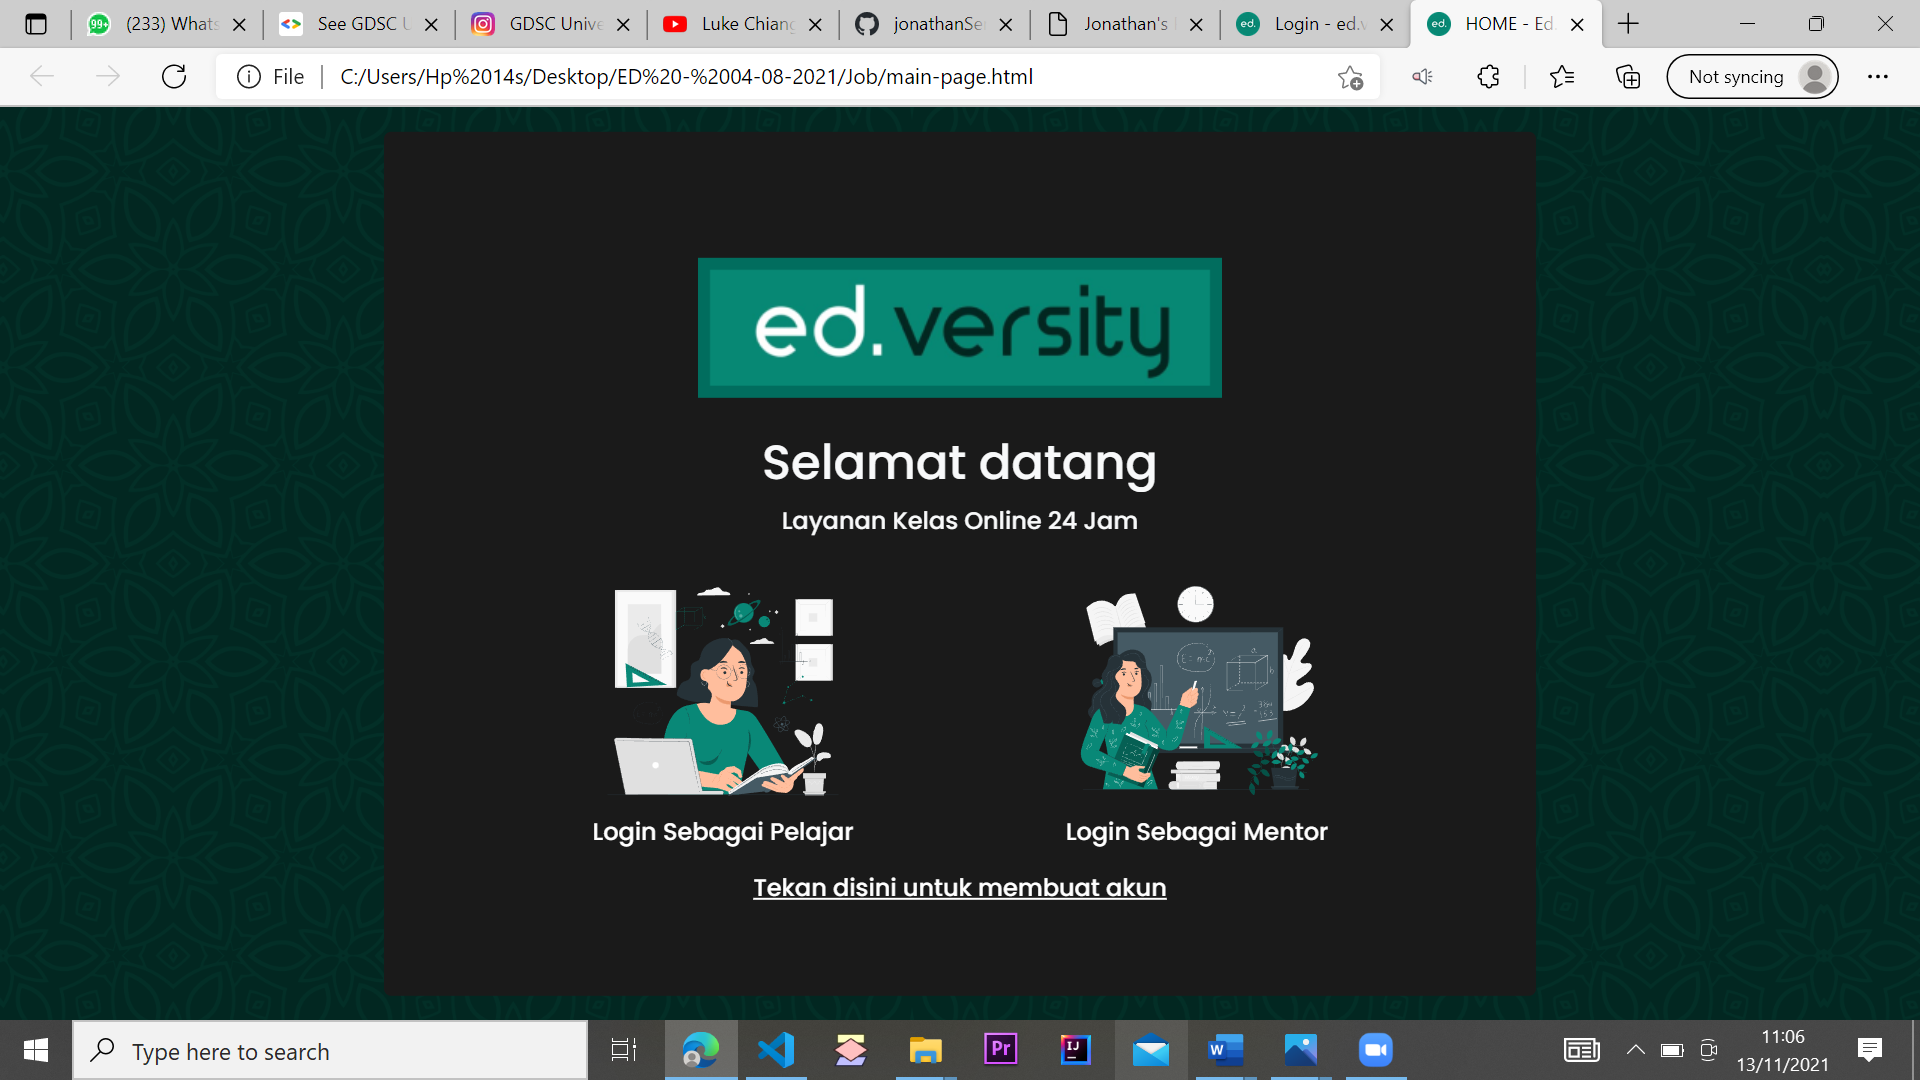 (233) Whats
See GDSC U
GDSC Unive
Luke Chiang
jonathanSe
Jonathan's
Login - ed.v
HOME - Ed.
File
C:/Users/Hp%2014s/Desktop/ED%20-%2004-08-2021/Job/main-page.html
Not syncing
ed.versity
Selamat datang
Layanan Kelas Online 24 Jam
Login Sebagai Pelajar
Login Sebagai Mentor
Tekan disini untuk membuat akun
Type here to search
11:06
13/11/2021